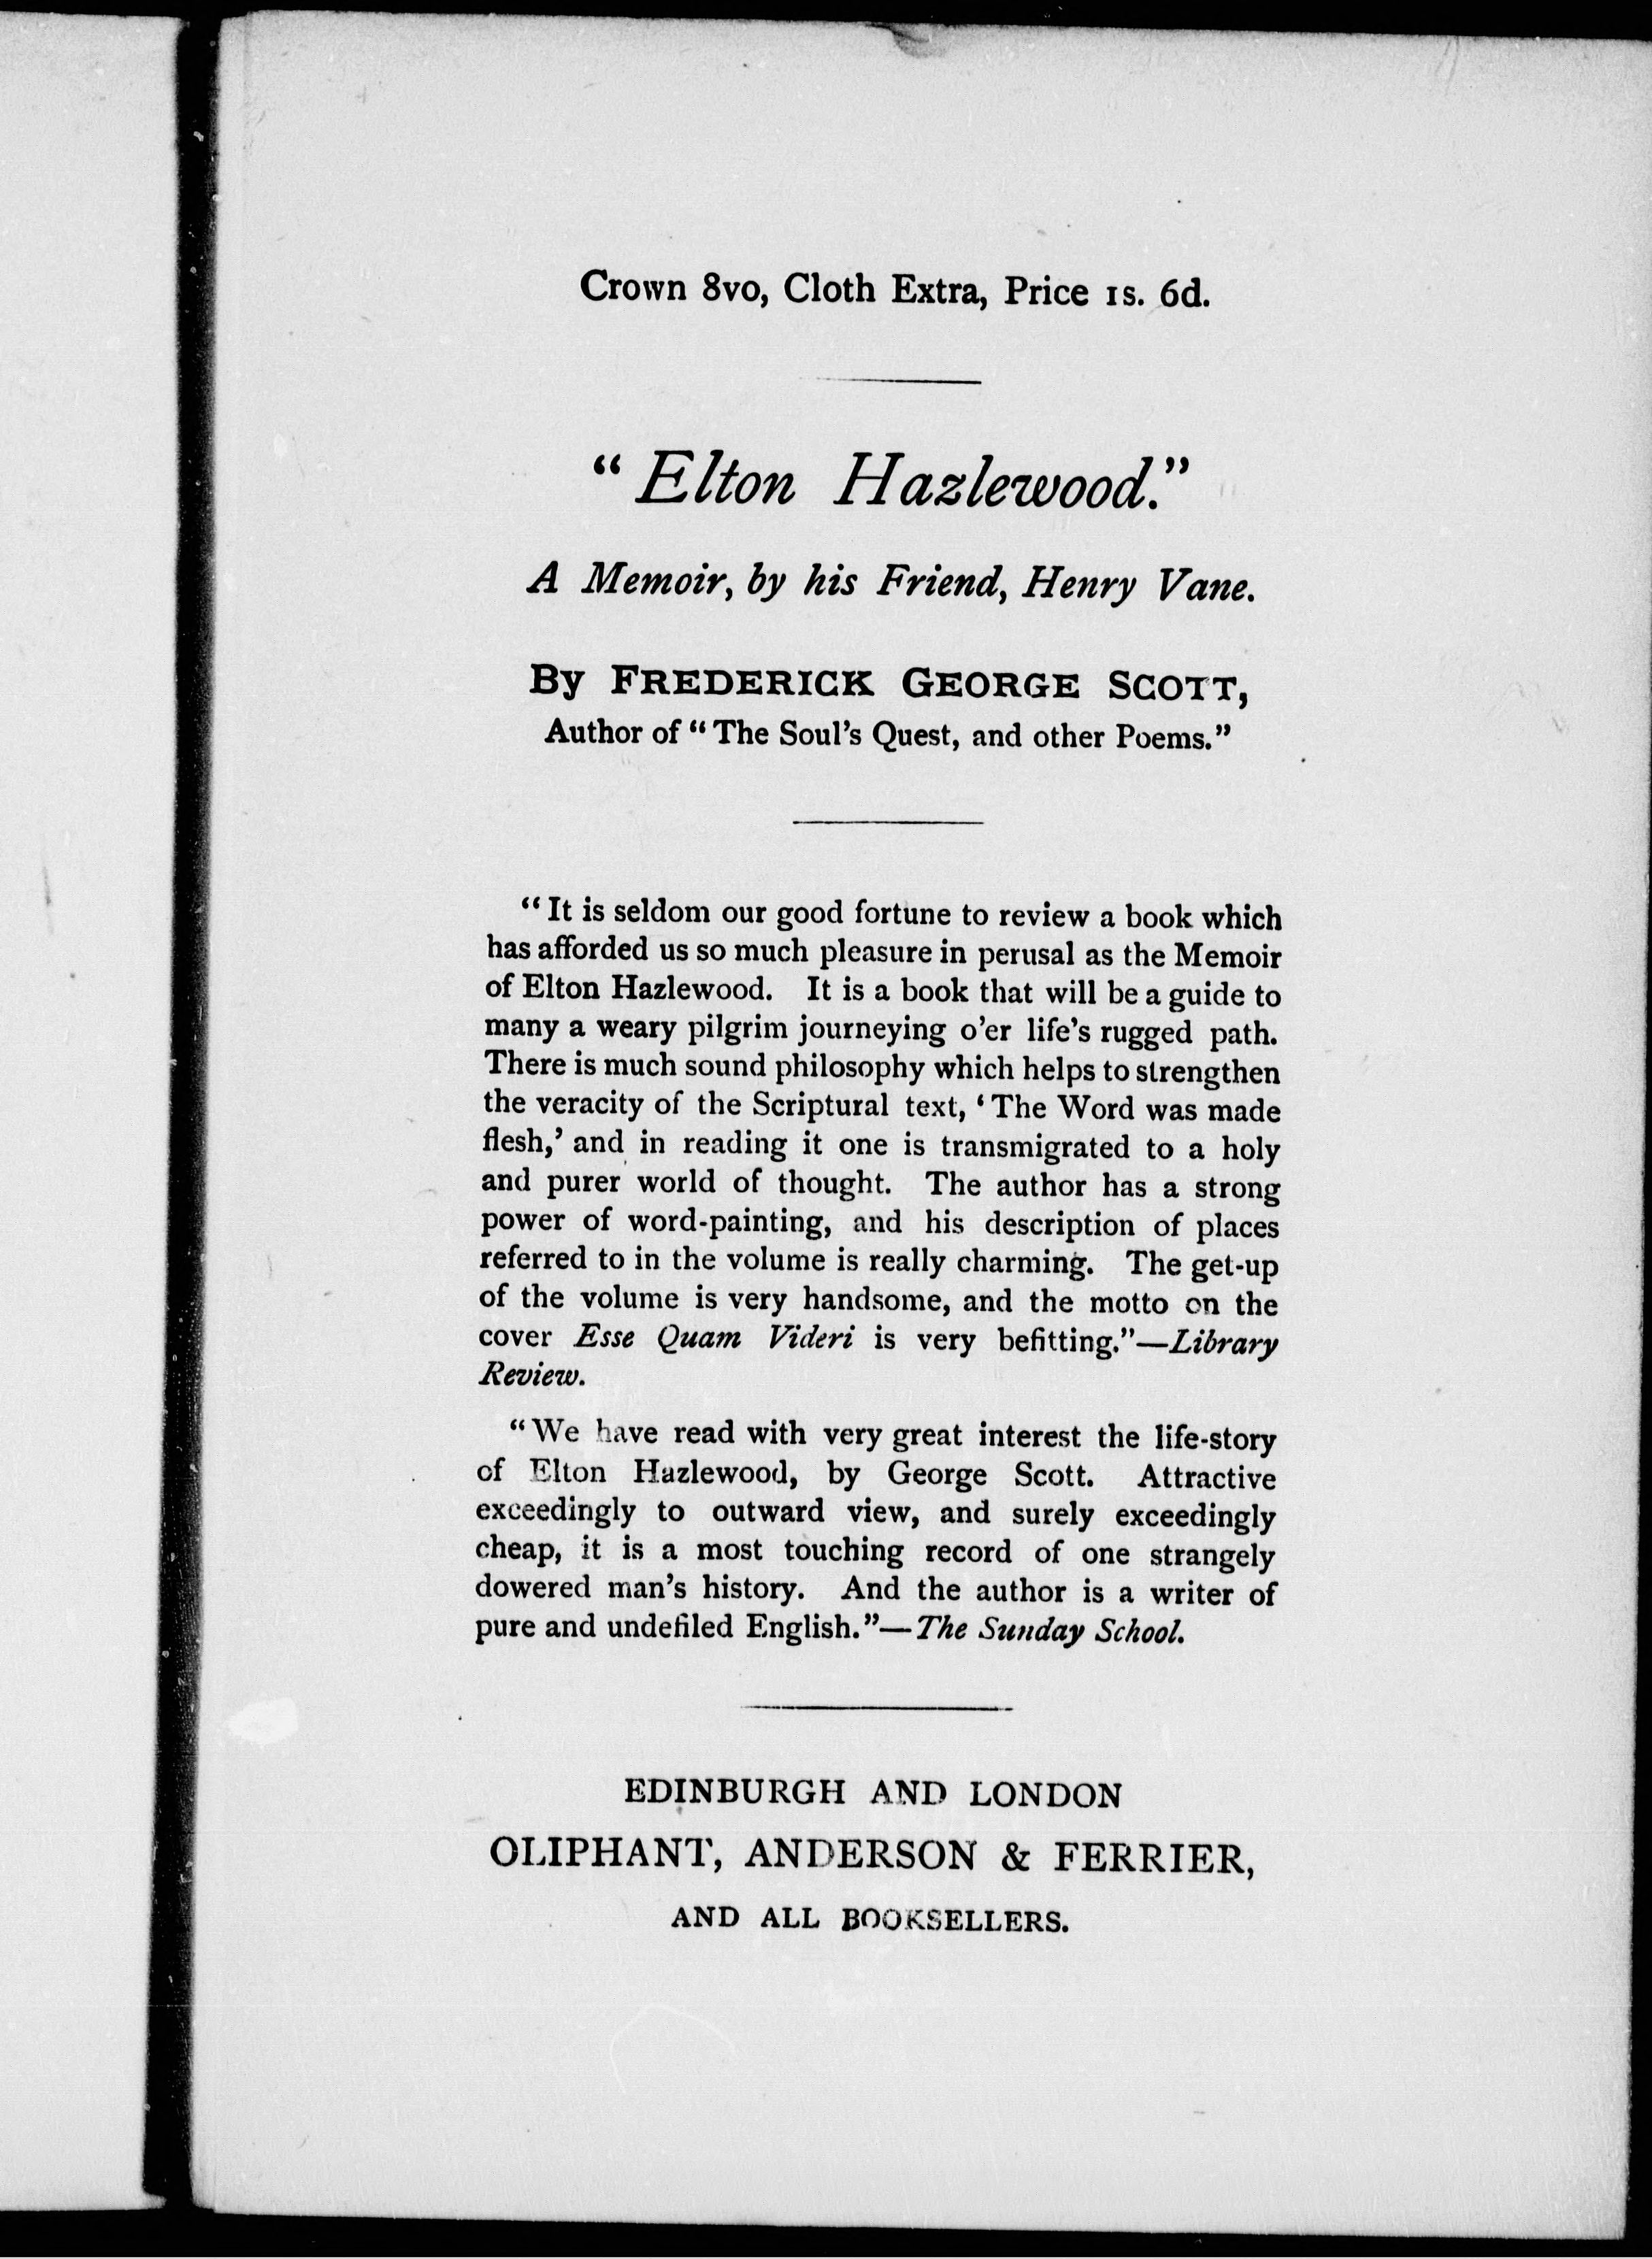 Crown 8vo, Cloth Extra, Price 1s. 6d.
"Elton Hazlewood."
A Memoir, by his Friend, Henry Vane.
By FREDERICK GEORGE SCOTT,
Author of "The Soul's Quest, and other Poems."
"It is seldom our good fortune to review a book which
has afforded us so much pleasure in perusal as the Memoir
of Elton Hazlewood. It is a book that will be a guide to
many a weary pilgrim journeying o'er life's rugged path.
There is much sound philosophy which helps to strengthen
the veracity of the Scriptural text, 'The Word was made
flesh,' and in reading it one is transmigrated to a holy
and purer world of thought. The author has a strong
power of word-painting, and his description of places
referred to in the volume is really charming. The get-up
of the volume is very handsome, and the motto on the
cover Esse Quam Videri is very befitting."—Library
Review.
"We have read with very great interest the life-story
of Elton Hazlewood, by George Scott. Attractive
exceedingly to outward view, and surely exceedingly
cheap, it is a most touching record of one strangely
dowered man's history. And the author is a writer of
pure and undefiled English."—The Sunday School.
EDINBURGH AND LONDON
OLIPHANT, ANDERSON & FERRIER,
AND ALL BOOKSELLERS.